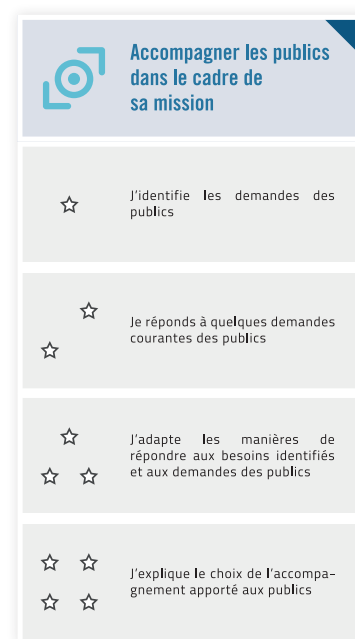 Accompagner les publics
dans le cadre de
sa mission
J'identifie les demandes des
publics
Je réponds à quelques demandes
courantes des publics
J'adapte les manières de
répondre aux besoins identifiés
et aux demandes des publics
J'explique le choix de l'accompa-
gnement apporté aux publics